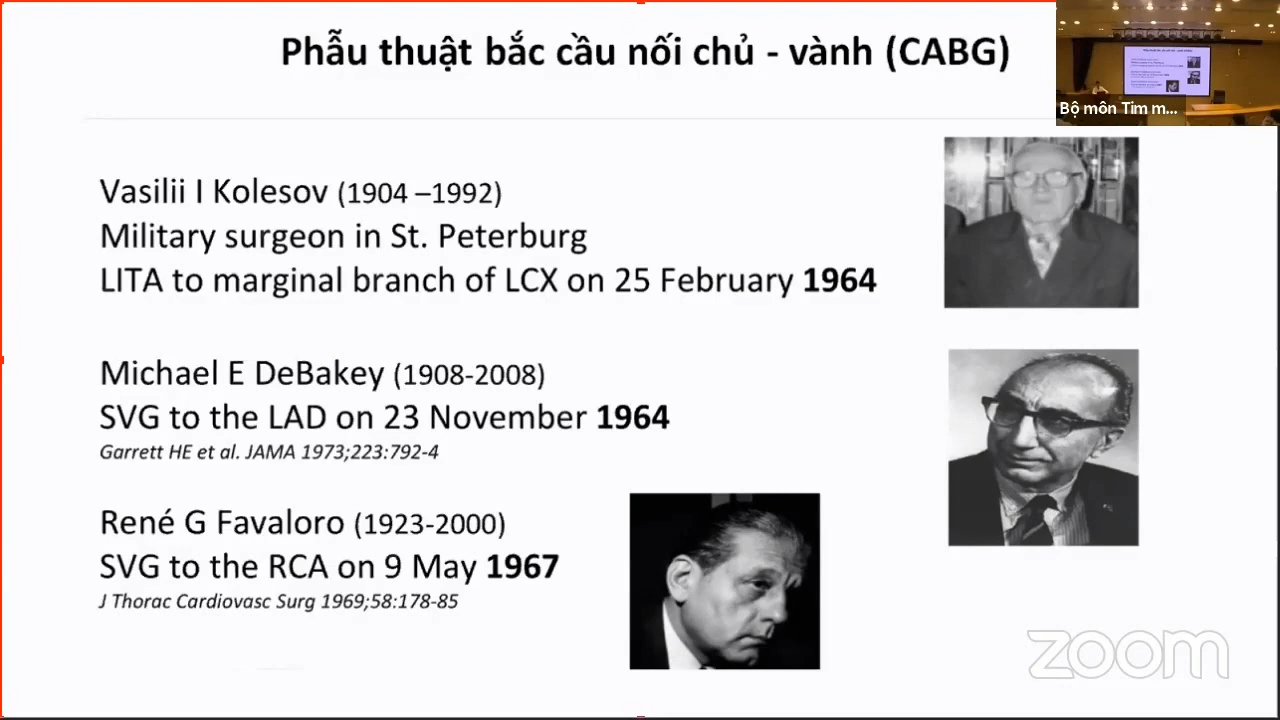 Phẫu thuật bắc cầu nối chủ - vành (CABG)
Bộ môn Tim m...
Vasilii I Kolesov (1904 –1992)
Military surgeon in St. Peterburg
LITA to marginal branch of LCX on 25 February 1964
Michael E DeBakey (1908-2008)
SVG to the LAD on 23 November 1964
Garrett HE et al. JAMA 1973;223:792-4
René G Favaloro (1923-2000)
SVG to the RCA on 9 May 1967
J Thorac Cardiovasc Surg 1969;58:178-85
zoom